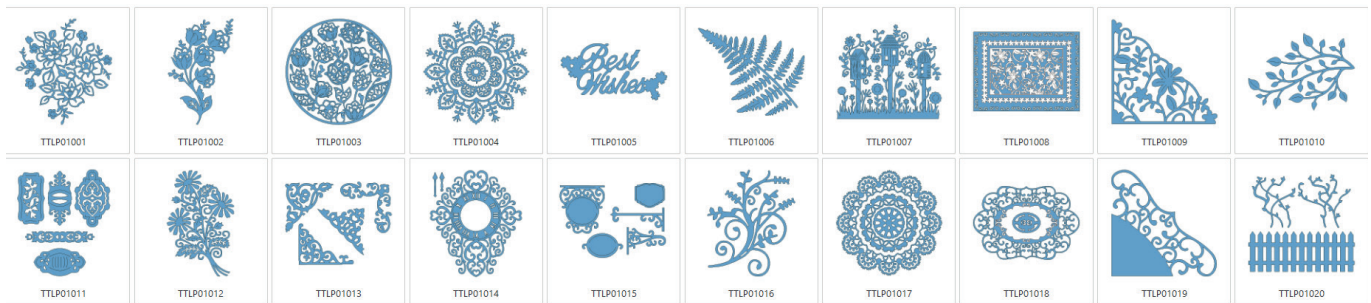 Best
Wishes
TTLP01001
TTLP01002
TTLP01003
TTLP01004
TTLP01005
TTLP01006
TTLP01007
TTLP01008
TTLP01009
TTLP01010
TTLP01011
TTLP01012
TTLP01013
TTLP01014
TTLP01015
TTLP01016
TTLP01017
TTLP01018
TTLP01019
TTLP01020